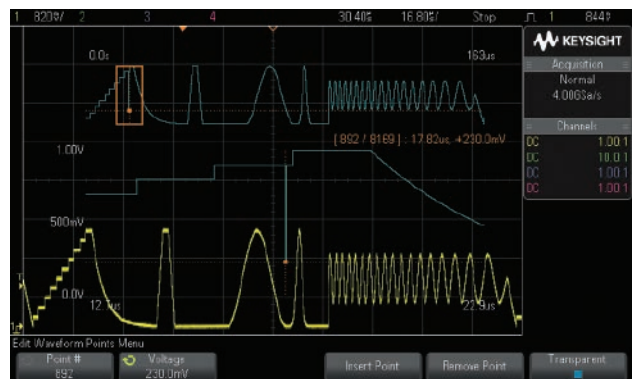 1 820▽/ 2 3 4 30.40s 16.80s/ Stop 1 844▽
KEYSIGHT
0.0s 163us
Acquisition
Normal
4.00GSa/s
Channels
DC 1.00:1
DC 10.0:1
DC 1.00:1
DC 1.00:1
[ 892 / 8169 ] : 17.82us, +230.0mV
1.00V
500mV
0.0V
12.7us 22.9us
Edit Waveform Points Menu
Point # Voltage Insert Point Remove Point Transparent
892 230.0mV